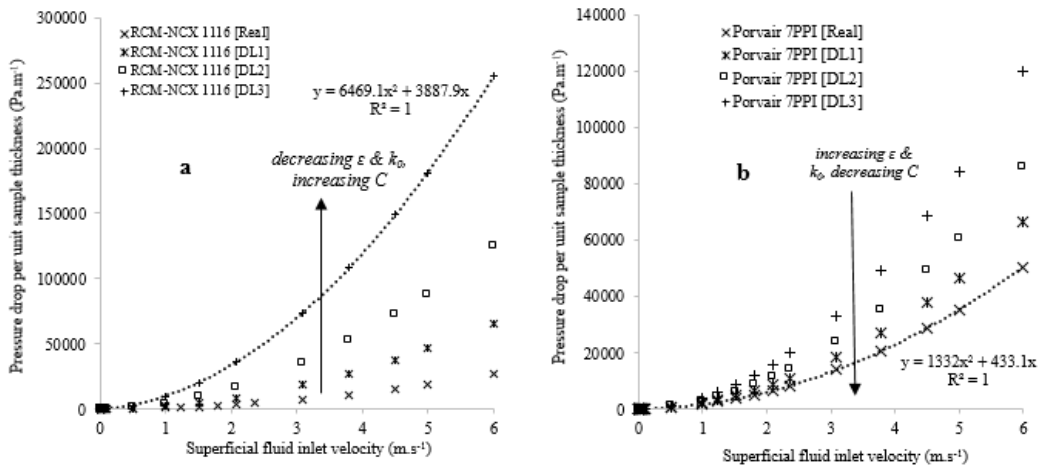 Pressure drop per unit sample thickness (Pa.m⁻¹)
300000
250000
200000
150000
100000
50000
0
×RCM-NCX 1116 [Real]
RCM-NCX 1116 [DL1]
□RCM-NCX 1116 [DL2]
+RCM-NCX 1116 [DL3]
y = 6469.1x² + 3887.9x
R² = 1
a
decreasing ε & k₀,
increasing C
0 1 2 3 4 5 6
Superficial fluid inlet velocity (m.s⁻¹)
Pressure drop per unit sample thickness (Pa.m⁻¹)
140000
120000
100000
80000
60000
40000
20000
0
×Porvair 7PPI [Real]
Porvair 7PPI [DL1]
□Porvair 7PPI [DL2]
+ Porvair 7PPI [DL3]
b
increasing ε &
k₀, decreasing C
y = 1332x² + 433.1x
R² = 1
0 1 2 3 4 5 6
Superficial fluid inlet velocity (m.s⁻¹)